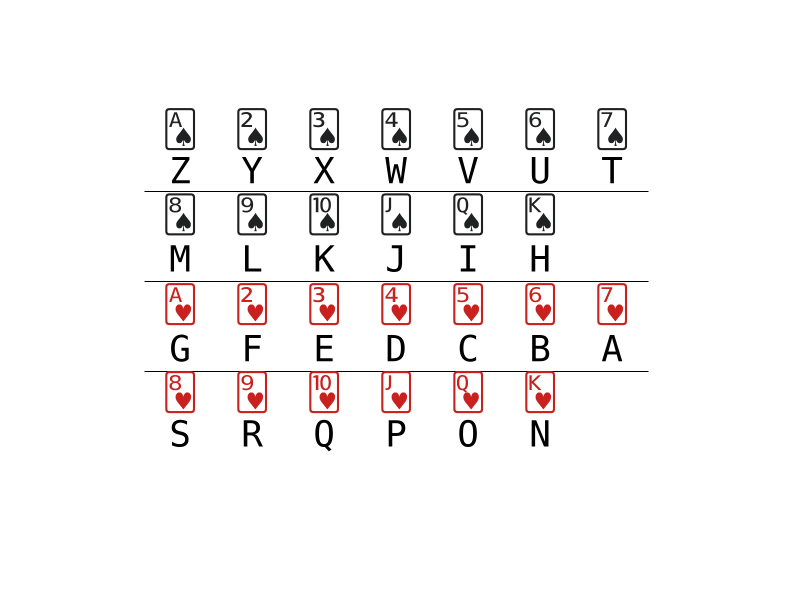 A♠ 2♠ 3♠ 4♠ 5♠ 6♠ 7♠
Z Y X W V U T
8♠ 9♠ 10♠ J♠ Q♠ K♠
M L K J I H
A♥ 2♥ 3♥ 4♥ 5♥ 6♥ 7♥
G F E D C B A
8♥ 9♥ 10♥ J♥ Q♥ K♥
S R Q P O N